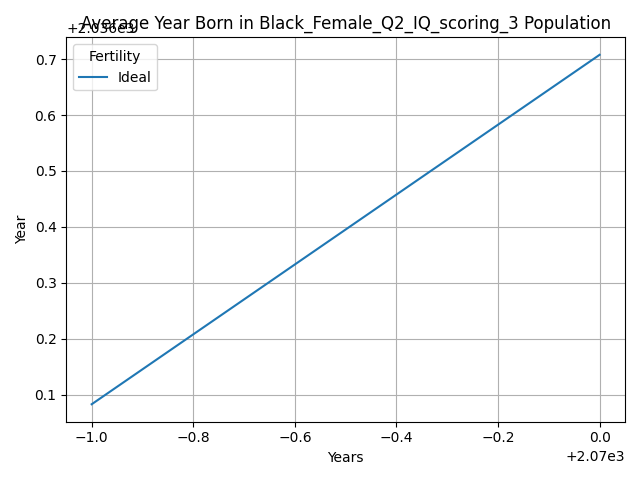 Average Year Born in Black_Female_Q2_IQ_scoring_3 Population
Fertility
Ideal
0.7
0.6
0.5
0.4
0.3
0.2
0.1
Year
−1.0 −0.8 −0.6 −0.4 −0.2 0.0
Years
+2.07e3